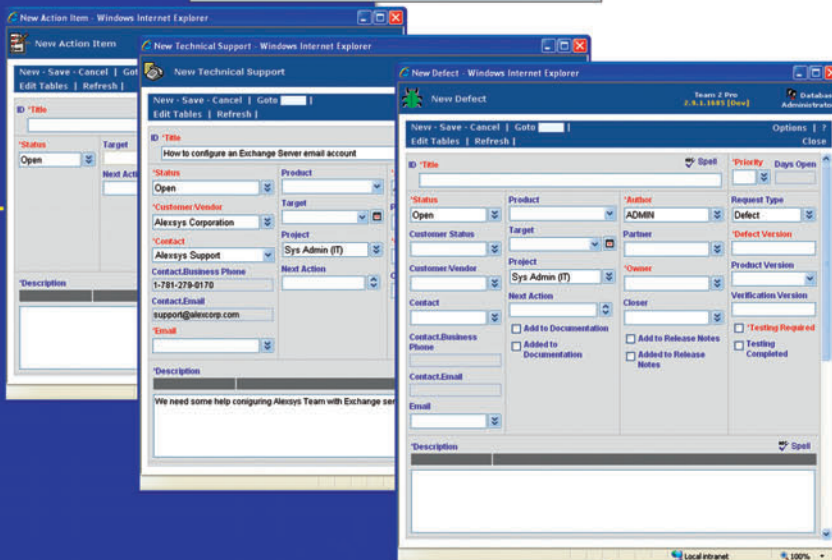 New Action Item - Windows Internet Explorer
New Action Item
New - Save - Cancel | Got
Edit Tables | Refresh |
ID *Title
*Status
Target
Open
Next Acti
*Description
New Technical Support - Windows Internet Explorer
New Technical Support
New - Save - Cancel | Goto |
Edit Tables | Refresh |
ID *Title
How to configure an Exchange Server email account
*Status
Product
Open
*Customer/Vendor
Target
Alexsys Corporation
*Contact
Project
Alexsys Support
Sys Admin (IT)
Contact.Business Phone
Next Action
1-781-279-0170
Contact.Email
support@alexcorp.com
*Email
*Description
We need some help configuring Alexsys Team with Exchange ser
New Defect - Windows Internet Explorer
New Defect
Team 2 Pro
2.9.1.1685 [Dev]
Databas
Administrato
New - Save - Cancel | Goto |
Options | ?
Edit Tables | Refresh |
Close
ID *Title
Spell
*Priority
Days Open
*Status
Product
*Author
Request Type
Open
ADMIN
Defect
Customer Status
Target
Partner
*Defect Version
Customer/Vendor
Project
*Owner
Product Version
Sys Admin (IT)
Contact
Next Action
Closer
Verification Version
Contact.Business
Phone
Add to Documentation
Add to Release Notes
*Testing Required
Added to
Documentation
Added to Release
Notes
Testing
Completed
Contact.Email
Email
*Description
Spell
Local intranet
100%